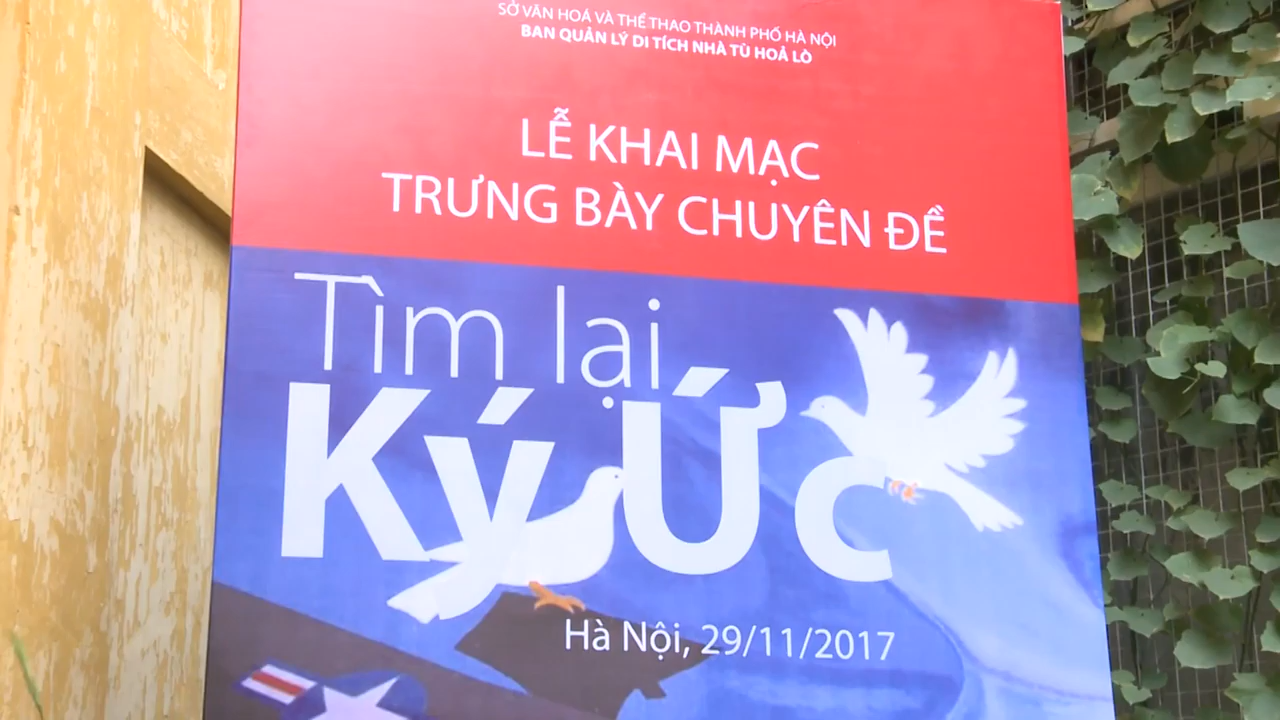 SỞ VĂN HOÁ VÀ THỂ THAO THÀNH PHỐ HÀ NỘI
BAN QUẢN LÝ DI TÍCH NHÀ TÙ HOẢ LÒ
LỄ KHAI MẠC
TRƯNG BÀY CHUYÊN ĐỀ
Tìm lại
Ký Ức
Hà Nội, 29/11/2017